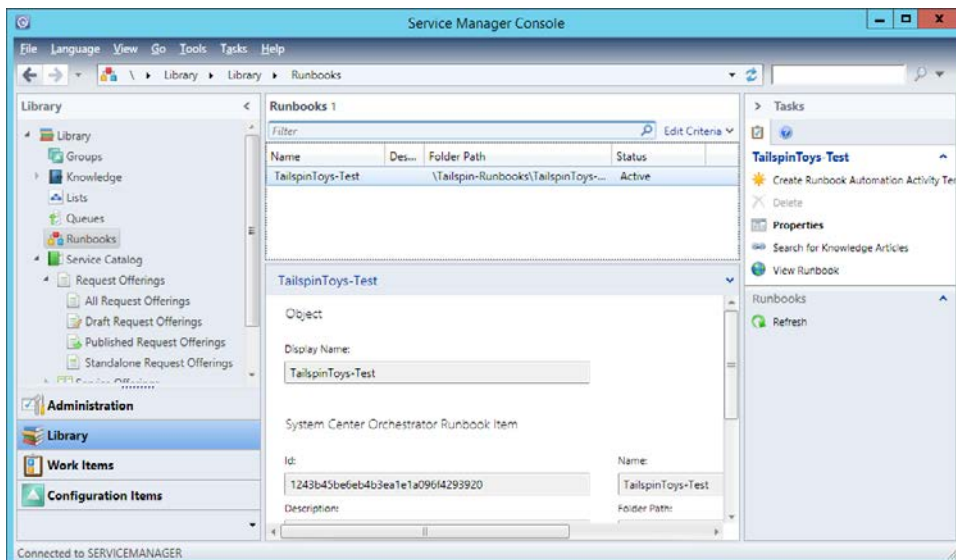 Service Manager Console
File Language View Go Tools Tasks Help
\ Library Library Runbooks
Library
Library
Groups
Knowledge
Lists
Queues
Runbooks
Service Catalog
Request Offerings
All Request Offerings
Draft Request Offerings
Published Request Offerings
Standalone Request Offerings
Administration
Library
Work Items
Configuration Items
Runbooks 1
Filter
Edit Criteria
Name Des... Folder Path Status
TailspinToys-Test \Tailspin-Runbooks\TailspinToys-... Active
TailspinToys-Test
Object
Display Name:
TailspinToys-Test
System Center Orchestrator Runbook Item
Id: Name:
1243b45be6eb4b3ea1e1a096f4293920 TailspinToys-Test
Description: Folder Path:
Tasks
TailspinToys-Test
Create Runbook Automation Activity Ter
Delete
Properties
Search for Knowledge Articles
View Runbook
Runbooks
Refresh
Connected to SERVICEMANAGER